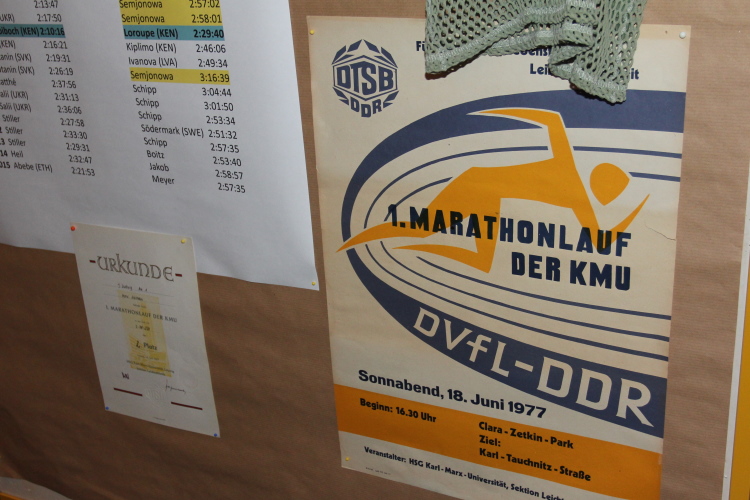 2:13:47
2:17:50
(UKR)
(KEN) 2:10:16
2:16:21
2:19:31
(SVK) 2:26:19
2:37:56
2:31:13
(UKR) 2:36:06
Stiller 2:27:58
Stiller 2:33:30
2:29:31
14 Heil 2:32:47
Abebe (ETH) 2:21:53
Semjonowa 2:57:02
Semjonowa 2:58:01
Loroupe (KEN) 2:29:40
Kiplimo (KEN) 2:46:06
Ivanova (LVA) 2:49:34
Semjonowa 3:16:39
Schipp 3:04:44
Schipp 3:01:50
Schipp 2:53:34
Södermark (SWE) 2:51:32
Schipp 2:57:35
Boitz 2:53:40
Jakob 2:58:57
Meyer 2:57:35
URKUNDE
1. MARATHONLAUF DER KMU
2. Platz
DTSB
DDR
1. MARATHONLAUF
DER KMU
DVfL-DDR
Sonnabend, 18. Juni 1977
Beginn: 16.30 Uhr
Clara-Zetkin-Park
Ziel:
Karl-Tauchnitz-Straße
Veranstalter: HSG Karl-Marx-Universität, Sektion